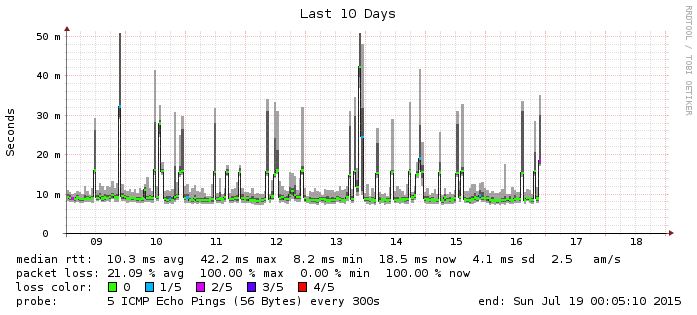 Last 10 Days
RRDTOOL / TOBI OETIKER
Seconds
50 m
40 m
30 m
20 m
10 m
0
09 10 11 12 13 14 15 16 17 18
median rtt: 10.3 ms avg 42.2 ms max 8.2 ms min 18.5 ms now 4.1 ms sd 2.5 am/s
packet loss: 21.09 % avg 100.00 % max 0.00 % min 100.00 % now
loss color: 0 1/5 2/5 3/5 4/5
probe: 5 ICMP Echo Pings (56 Bytes) every 300s end: Sun Jul 19 00:05:10 2015